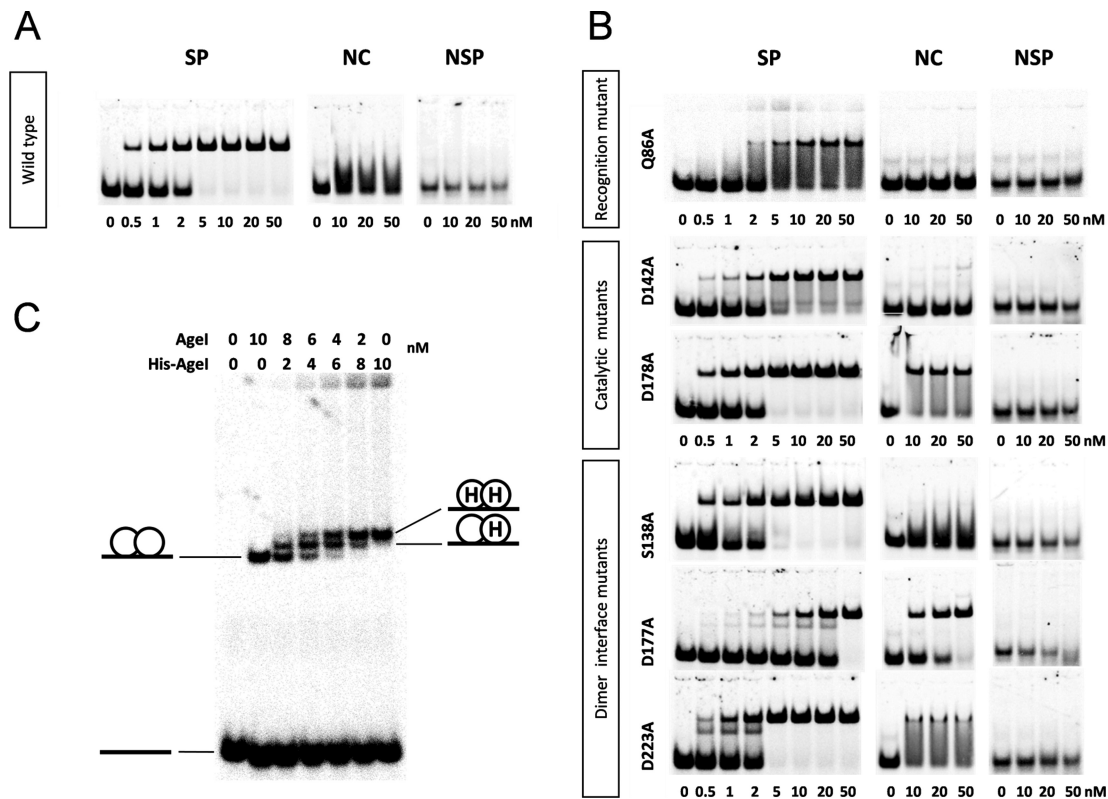 A
SP NC NSP
Wild type
0 0.5 1 2 5 10 20 50 0 10 20 50 0 10 20 50 nM
B
SP NC NSP
Recognition mutant
Q86A
0 0.5 1 2 5 10 20 50 0 10 20 50 0 10 20 50 nM
Catalytic mutants
D142A
D178A
0 0.5 1 2 5 10 20 50 0 10 20 50 0 10 20 50 nM
Dimer interface mutants
S138A
D177A
D223A
0 0.5 1 2 5 10 20 50 0 10 20 50 0 10 20 50 nM
C
AgeI 0 10 8 6 4 2 0
nM
His-AgeI 0 0 2 4 6 8 10
H H
H